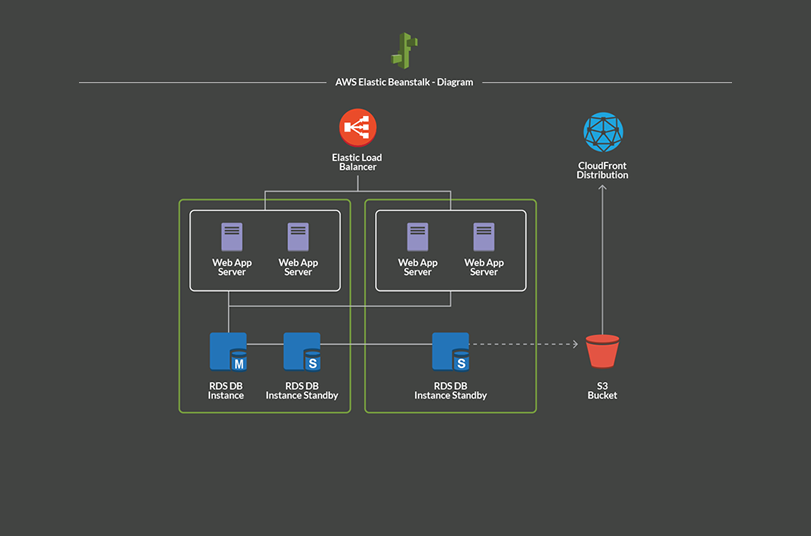 AWS Elastic Beanstalk - Diagram
Elastic Load
Balancer
CloudFront
Distribution
Web App
Server
Web App
Server
Web App
Server
Web App
Server
M
S
S
RDS DB
Instance
RDS DB
Instance Standby
RDS DB
Instance Standby
S3
Bucket